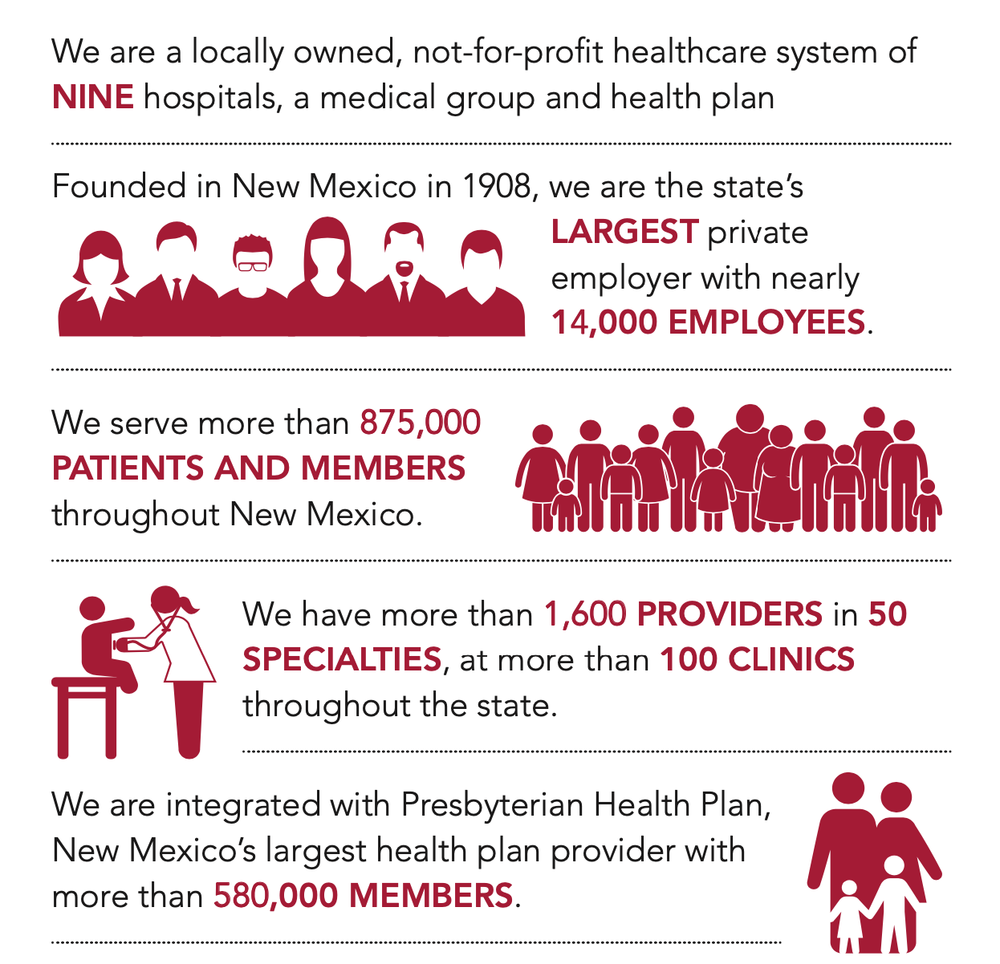 We are a locally owned, not-for-profit healthcare system of
NINE hospitals, a medical group and health plan
Founded in New Mexico in 1908, we are the state’s
LARGEST private
employer with nearly
14,000 EMPLOYEES.
We serve more than 875,000
PATIENTS AND MEMBERS
throughout New Mexico.
We have more than 1,600 PROVIDERS in 50
SPECIALTIES, at more than 100 CLINICS
throughout the state.
We are integrated with Presbyterian Health Plan,
New Mexico’s largest health plan provider with
more than 580,000 MEMBERS.